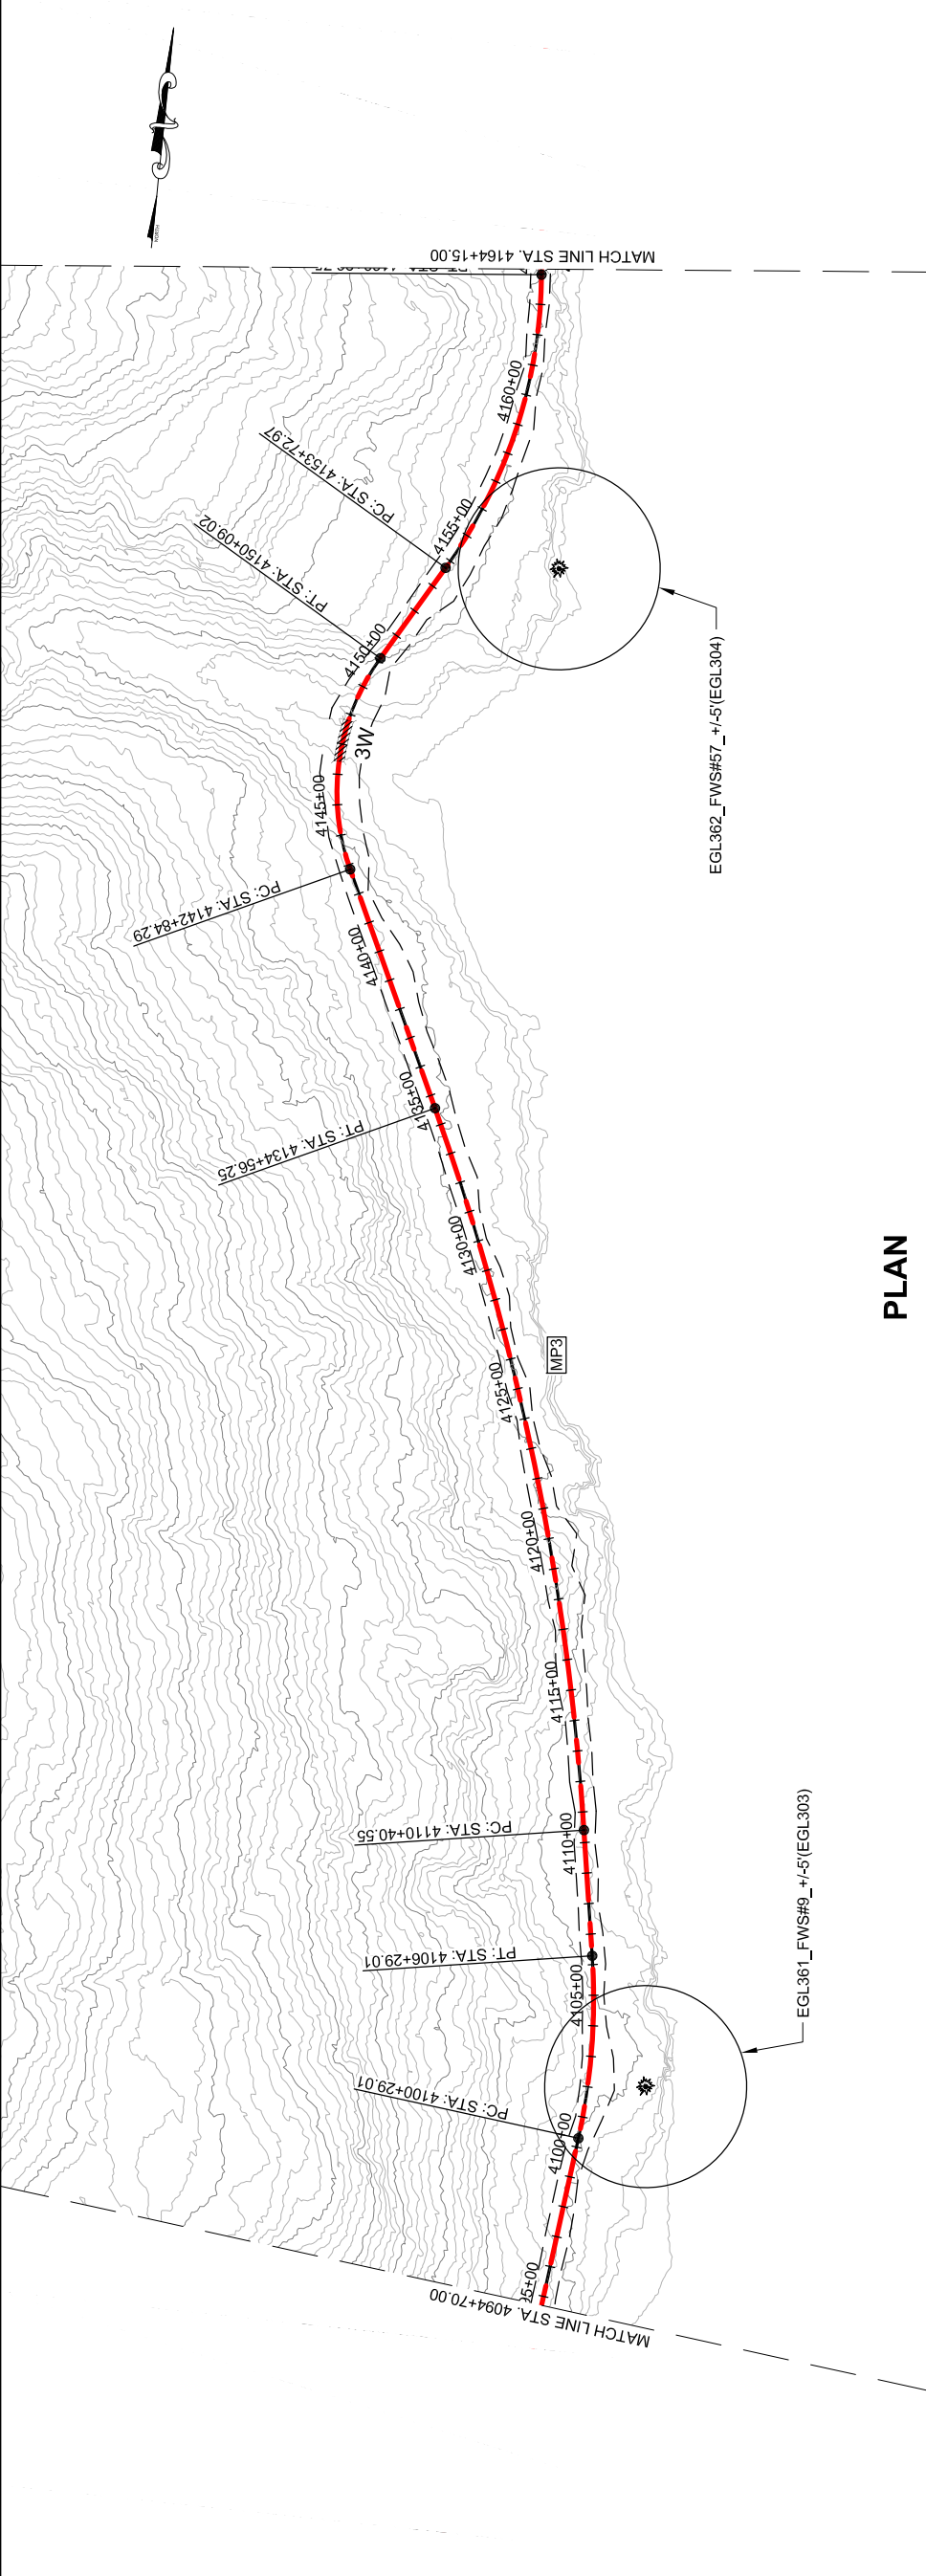 NORTH
MATCH LINE STA. 4164+15.00
4160+00
PC: STA: 4153+72.97
4155+00
PT: STA: 4150+09.02
4150+00
EGL362_FWS#57_+/-5'(EGL304)
3W
4145+00
PC: STA: 4142+84.29
4140+00
4135+00
PT: STA: 4134+56.25
4130+00
PLAN
MP3
4125+00
4120+00
4115+00
PC: STA: 4110+40.55
4110+00
EGL361_FWS#9_+/-5'(EGL303)
PT: STA: 4106+29.01
4105+00
PC: STA: 4100+29.01
4100+00
5+00
MATCH LINE STA. 4094+70.00